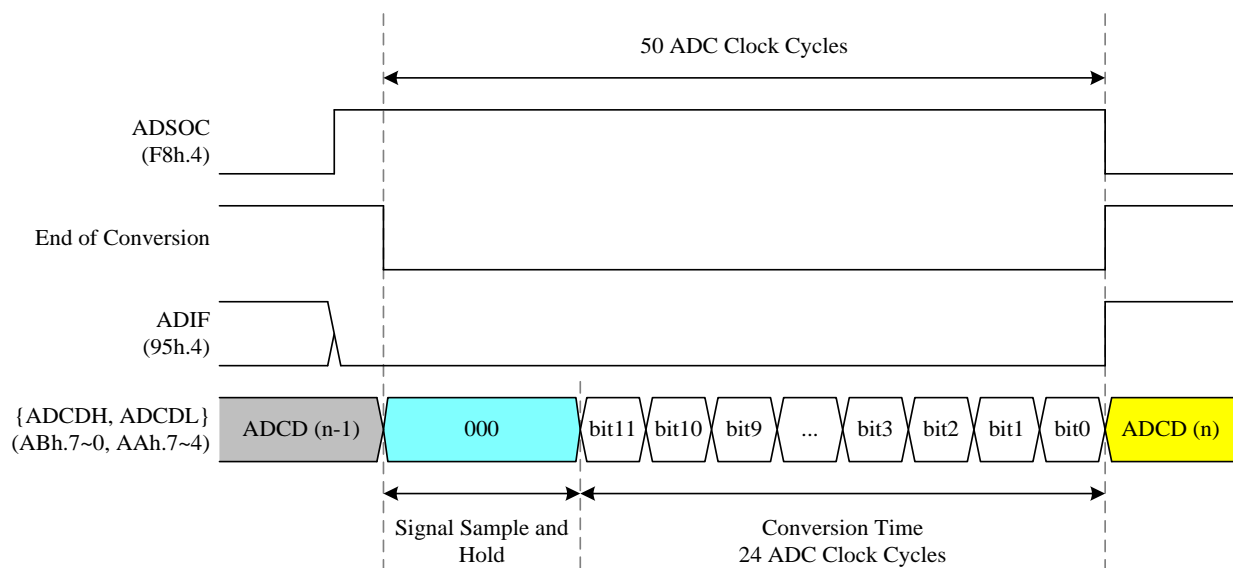 50 ADC Clock Cycles
ADSOC
(F8h.4)
End of Conversion
ADIF
(95h.4)
{ADCDH, ADCDL}
(ABh.7~0, AAh.7~4)
ADCD (n-1) 000 bit11 bit10 bit9 ... bit3 bit2 bit1 bit0 ADCD (n)
Signal Sample and
Hold
Conversion Time
24 ADC Clock Cycles